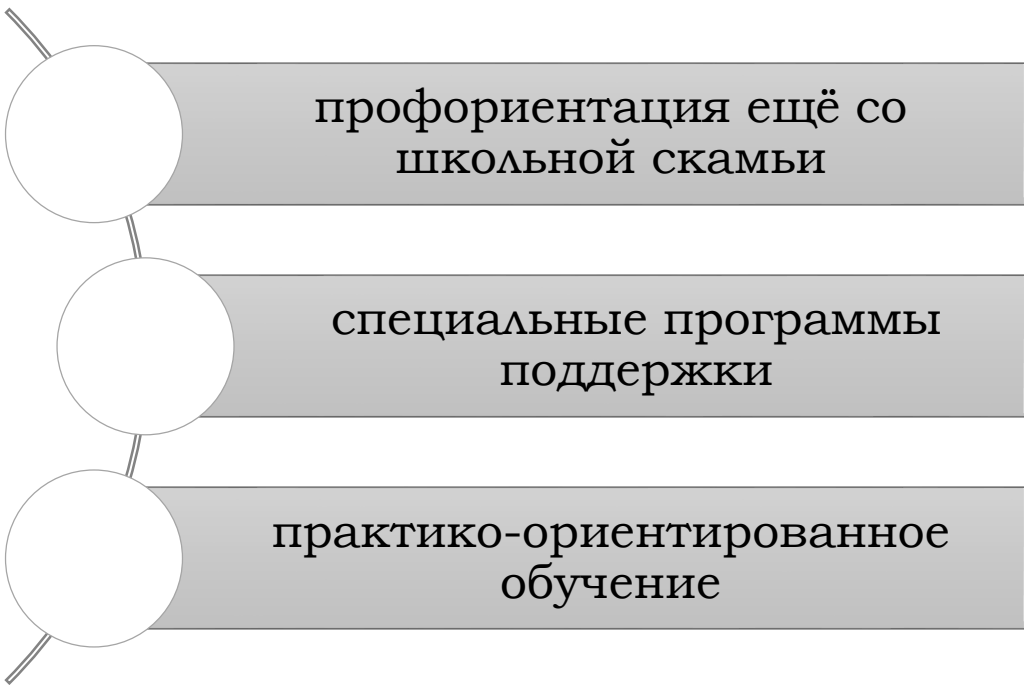 профориентация ещё со
школьной скамьи
специальные программы
поддержки
практико-ориентированное
обучение